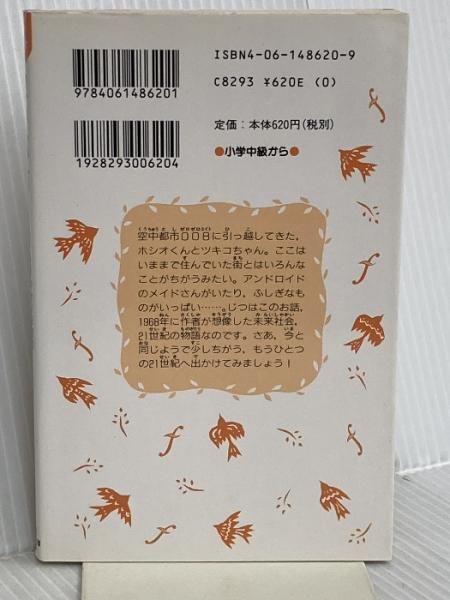 ISBN4-06-148620-9
C8293 ¥620E (0)
9784061486201
定価：本体620円(税別)
●小学中級から●
1928293006204
空中都市００８に引っ越してきた、
ホシオくんとツキコちゃん。ここは
いままで住んでいた街とはいろんな
ことがちがうみたい。アンドロイド
のメイドさんがいたり、ふしぎなも
のがいっぱい……。じつはこのお話、
1968年に作者が想像した未来社会、
21世紀の物語なのです。さあ、今と
同じようで少しちがう、もうひとつ
の21世紀へ出かけてみましょう！